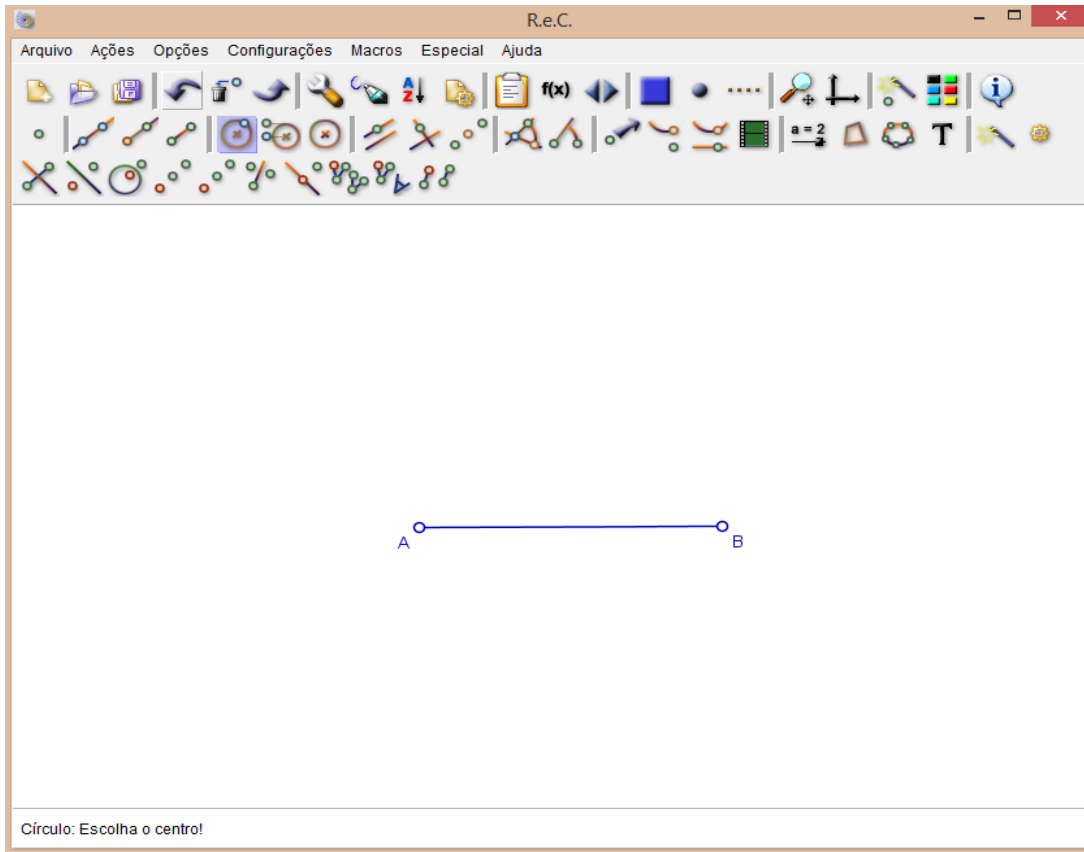 R.e.C.
Arquivo Ações Opções Configurações Macros Especial Ajuda
A Z f(x)
a = 2 T
A B
Círculo: Escolha o centro!